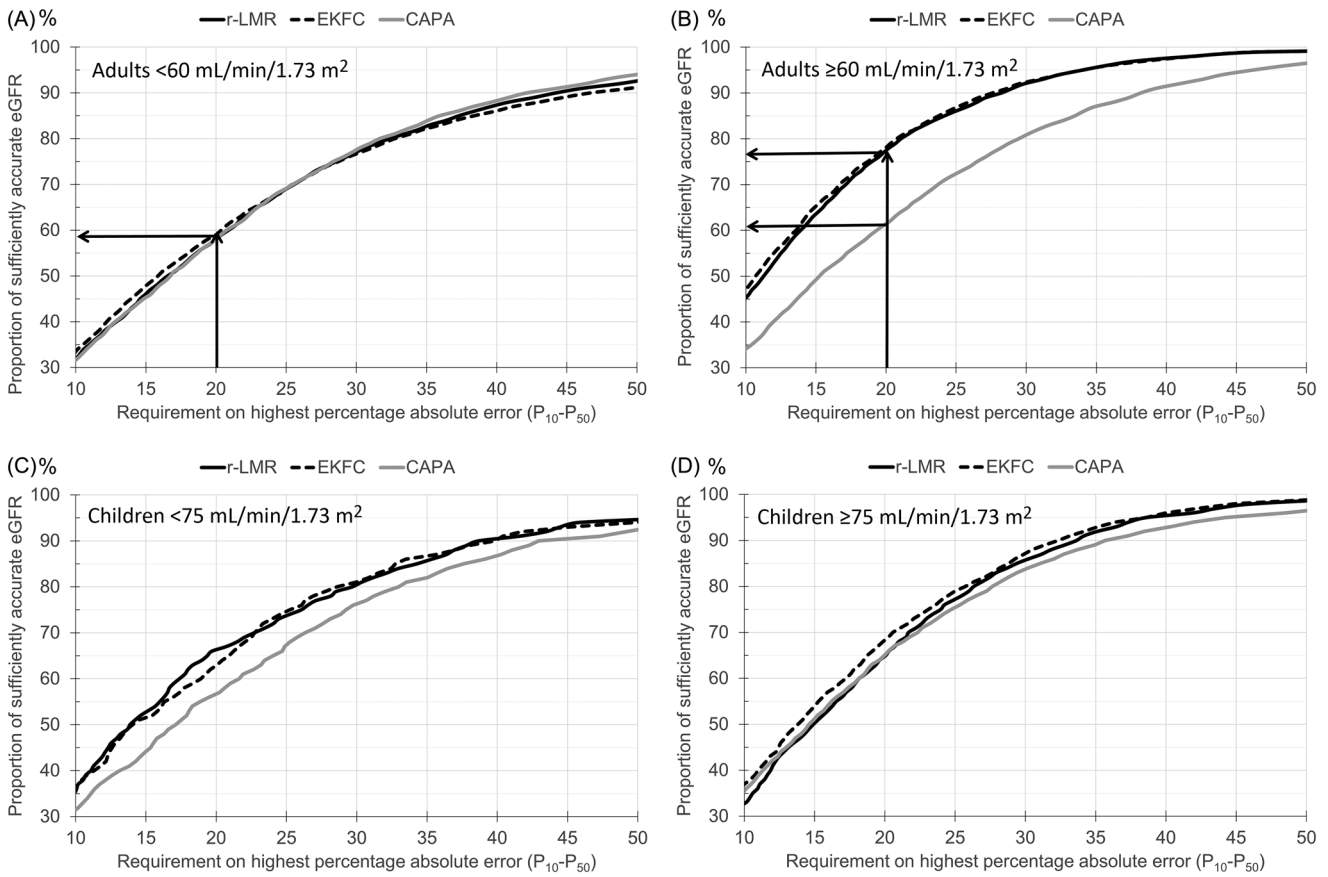 (A) %
r-LMR EKFC CAPA
Adults <60 mL/min/1.73 m²
Proportion of sufficiently accurate eGFR
100
90
80
70
60
50
40
30
10 15 20 25 30 35 40 45 50
Requirement on highest percentage absolute error (P₁₀-P₅₀)
(B) %
r-LMR EKFC CAPA
Adults ≥60 mL/min/1.73 m²
Proportion of sufficiently accurate eGFR
100
90
80
70
60
50
40
30
10 15 20 25 30 35 40 45 50
Requirement on highest percentage absolute error (P₁₀-P₅₀)
(C) %
r-LMR EKFC CAPA
Children <75 mL/min/1.73 m²
Proportion of sufficiently accurate eGFR
100
90
80
70
60
50
40
30
10 15 20 25 30 35 40 45 50
Requirement on highest percentage absolute error (P₁₀-P₅₀)
(D) %
r-LMR EKFC CAPA
Children ≥75 mL/min/1.73 m²
Proportion of sufficiently accurate eGFR
100
90
80
70
60
50
40
30
10 15 20 25 30 35 40 45 50
Requirement on highest percentage absolute error (P₁₀-P₅₀)